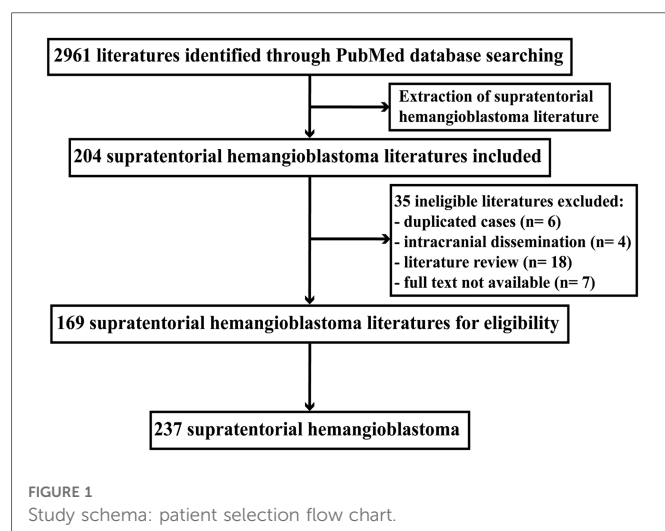 2961 literatures identified through PubMed database searching
Extraction of supratentorial
hemangioblastoma literature
204 supratentorial hemangioblastoma literatures included
35 ineligible literatures excluded:
- duplicated cases (n= 6)
- intracranial dissemination (n= 4)
- literature review (n= 18)
- full text not available (n= 7)
169 supratentorial hemangioblastoma literatures for eligibility
237 supratentorial hemangioblastoma
FIGURE 1
Study schema: patient selection flow chart.